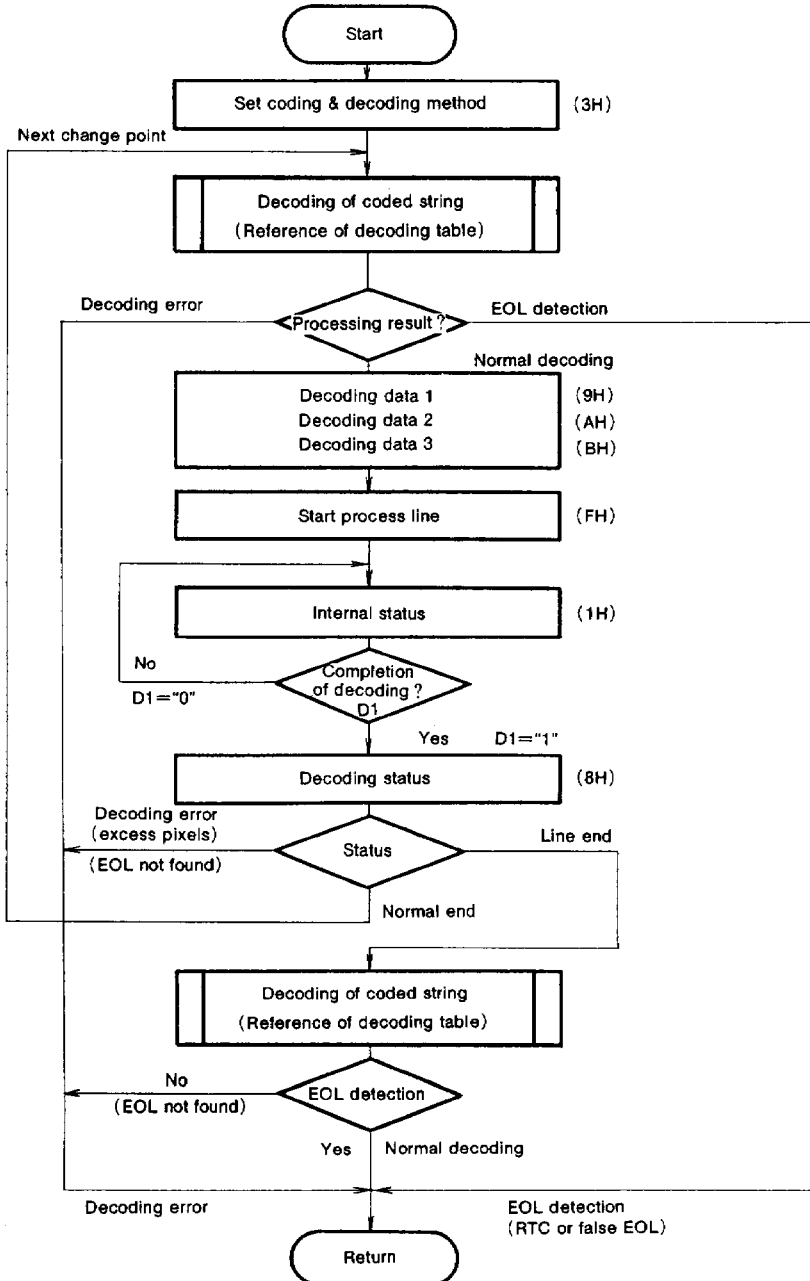 Start
Set coding & decoding method (3H)
Next change point
Decoding of coded string
(Reference of decoding table)
Decoding error
EOL detection
Processing result ?
Normal decoding
Decoding data 1 (9H)
Decoding data 2 (AH)
Decoding data 3 (BH)
Start process line (FH)
Internal status (1H)
No
Completion
of decoding ?
D1="0"
D1
Yes D1="1"
Decoding status (8H)
Decoding error
(excess pixels)
Line end
Status
(EOL not found)
Normal end
Decoding of coded string
(Reference of decoding table)
No
EOL detection
(EOL not found)
Yes Normal decoding
Decoding error
EOL detection
(RTC or false EOL)
Return